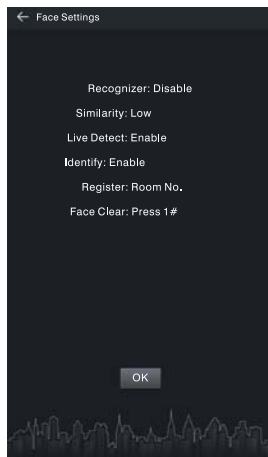 ← Face Settings
Recognizer: Disable
Similarity: Low
Live Detect: Enable
Identify: Enable
Register: Room No.
Face Clear: Press 1#
OK